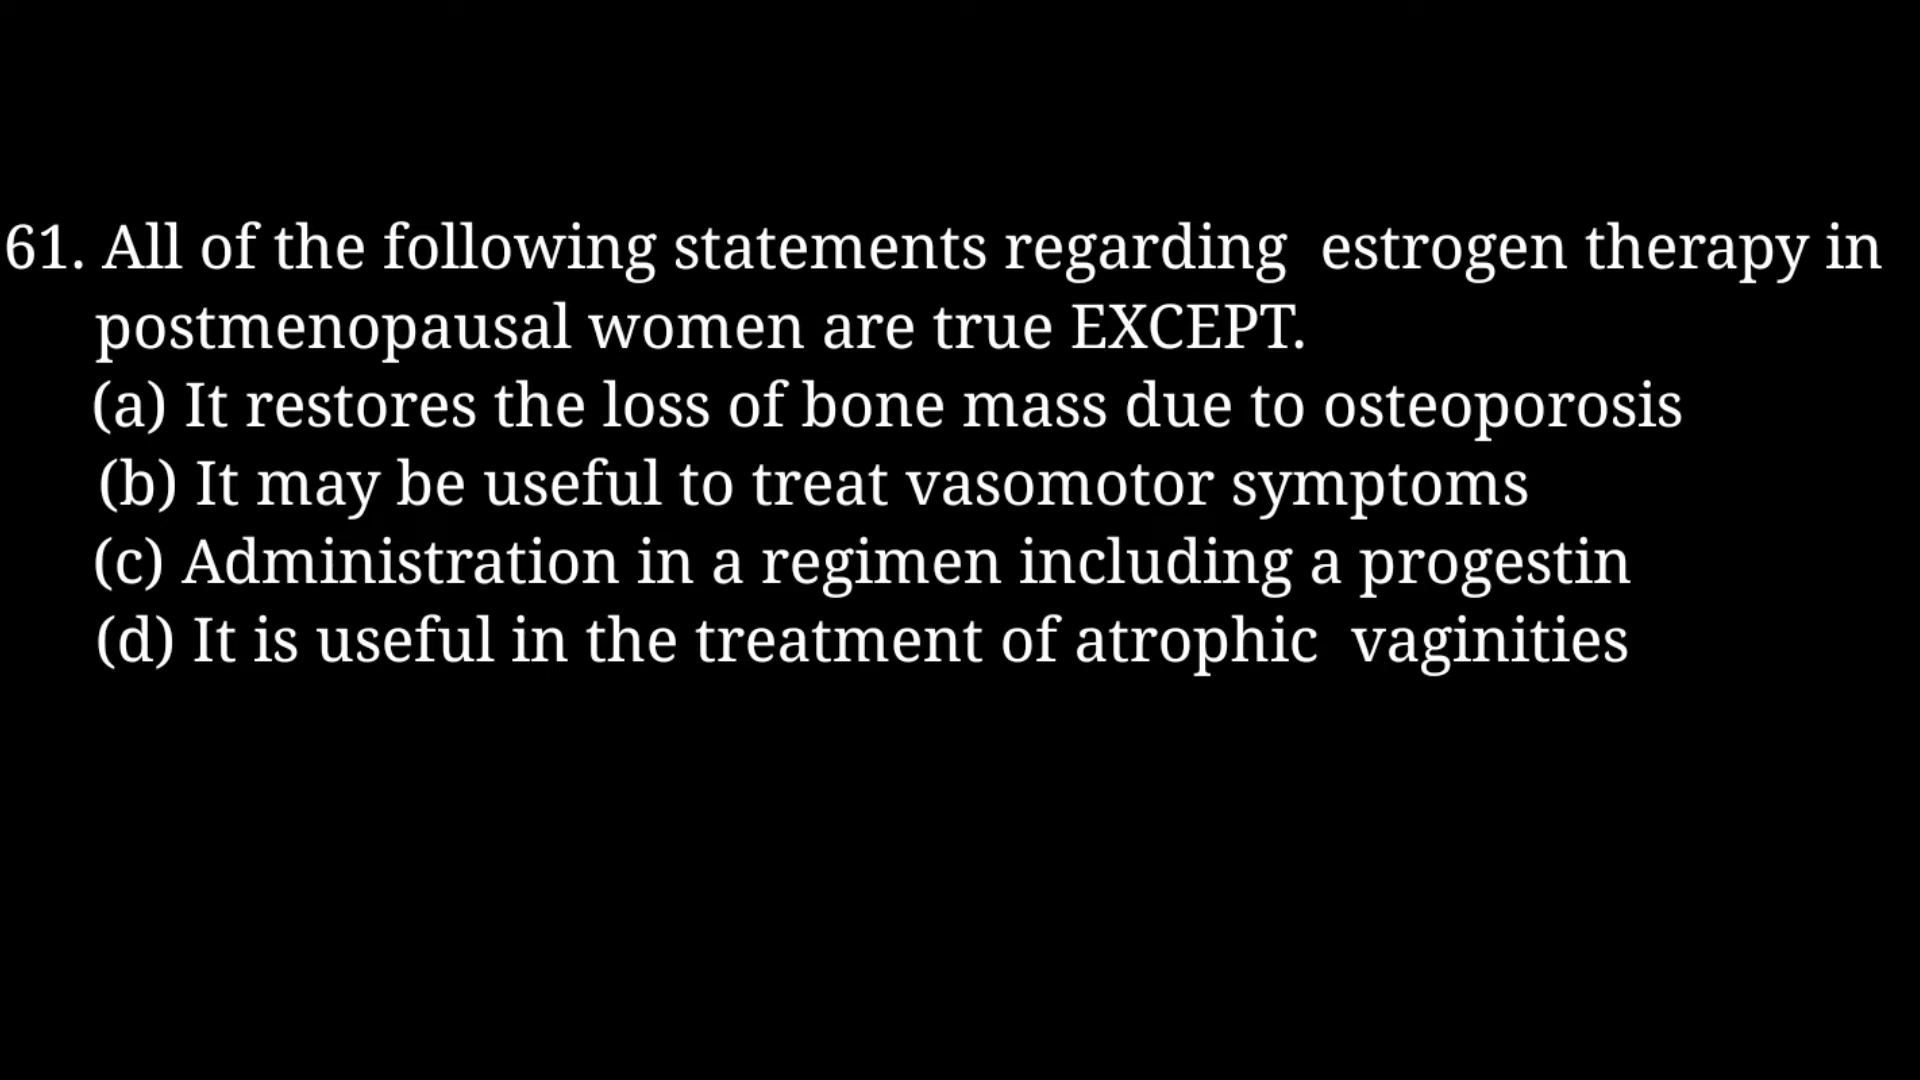 61. All of the following statements regarding estrogen therapy in
postmenopausal women are true EXCEPT.
(a) It restores the loss of bone mass due to osteoporosis
(b) It may be useful to treat vasomotor symptoms
(c) Administration in a regimen including a progestin
(d) It is useful in the treatment of atrophic vaginities